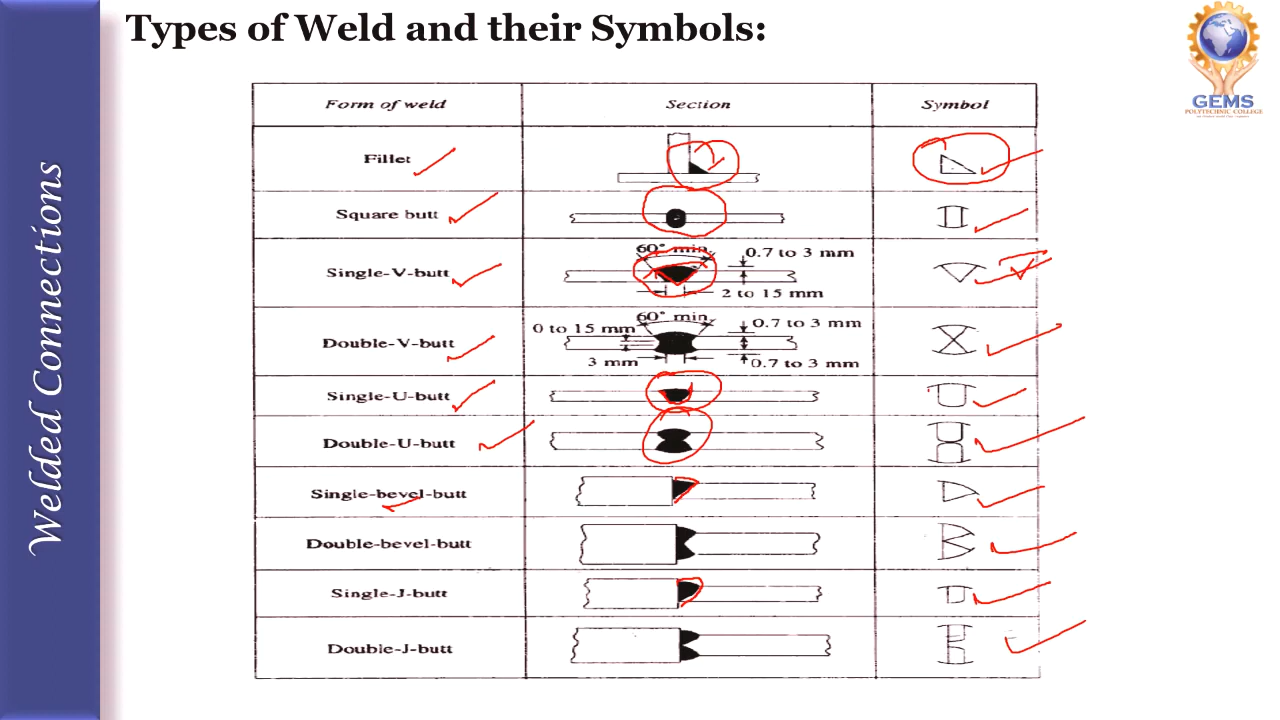 Types of Weld and their Symbols:
GEMS
POLYTECHNIC COLLEGE
Welded Connections
Form of weld Section Symbol
Fillet
Square butt
Single-V-butt 60° min. 0.7 to 3 mm
2 to 15 mm
Double-V-butt 0 to 15 mm 60° min. 0.7 to 3 mm
3 mm 0.7 to 3 mm
Single-U-butt
Double-U-butt
Single-bevel-butt
Double-bevel-butt
Single-J-butt
Double-J-butt